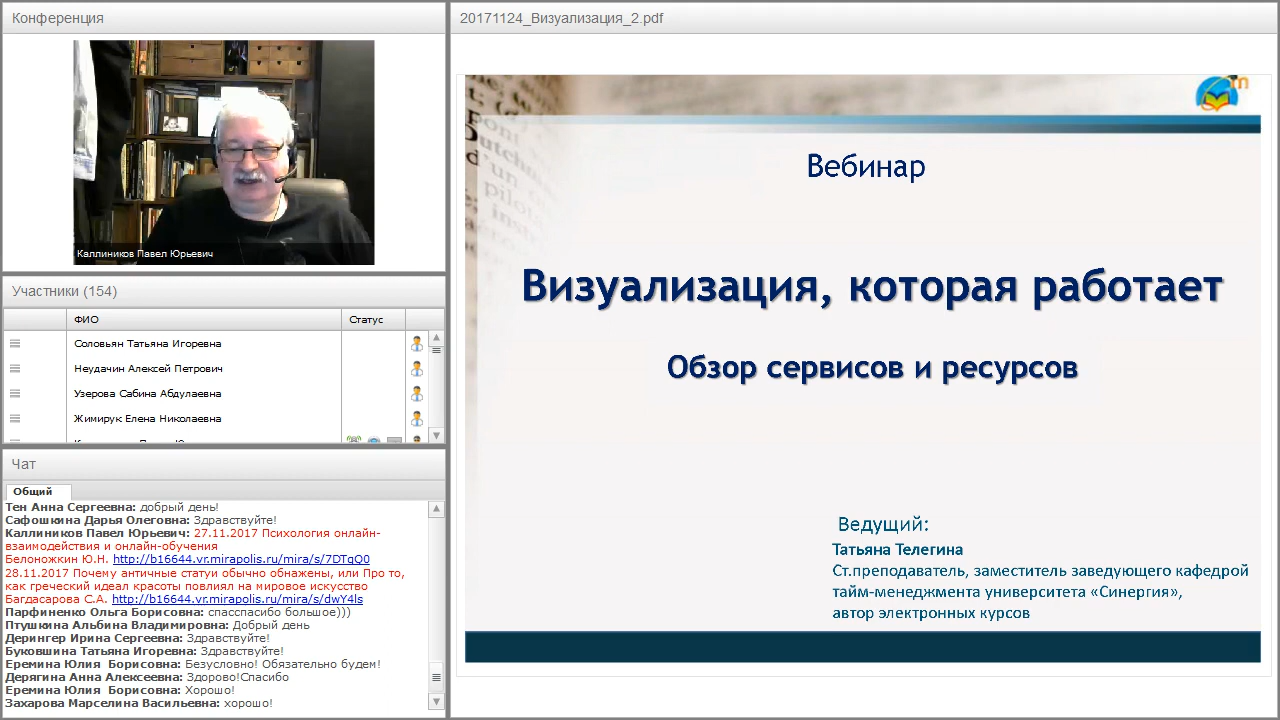 Конференция
Каллиников Павел Юрьевич
Участники (154)
ФИО
Статус
Соловьян Татьяна Игоревна
Неудачин Алексей Петрович
Узерова Сабина Абдулаевна
Жимирук Елена Николаевна
Чат
Общий
Тен Анна Сергеевна: добрый день!
Сафошкина Дарья Олеговна: Здравствуйте!
Каллиников Павел Юрьевич: 27.11.2017 Психология онлайн-
взаимодействия и онлайн-обучения
Белоножкин Ю.Н. http://b16644.vr.mirapolis.ru/mira/s/7DTqQ0
28.11.2017 Почему античные статуи обычно обнажены, или Про то,
как греческий идеал красоты повлиял на мировое искусство
Багдасарова С.А. http://b16644.vr.mirapolis.ru/mira/s/dwY4ls
Парфиненко Ольга Борисовна: спасспасибо большое)))
Птушкина Альбина Владимировна: Добрый день
Дерингер Ирина Сергеевна: Здравствуйте!
Буковшина Татьяна Игоревна: Здравствуйте!
Еремина Юлия  Борисовна: Безусловно! Обязательно будем!
Дерягина Анна Алексеевна: Здорово!Спасибо
Еремина Юлия  Борисовна: Хорошо!
Захарова Марселина Васильевна: хорошо!
20171124_Визуализация_2.pdf
Вебинар
Визуализация, которая работает
Обзор сервисов и ресурсов
Ведущий:
Татьяна Телегина
Ст.преподаватель, заместитель заведующего кафедрой
тайм-менеджмента университета «Синергия»,
автор электронных курсов